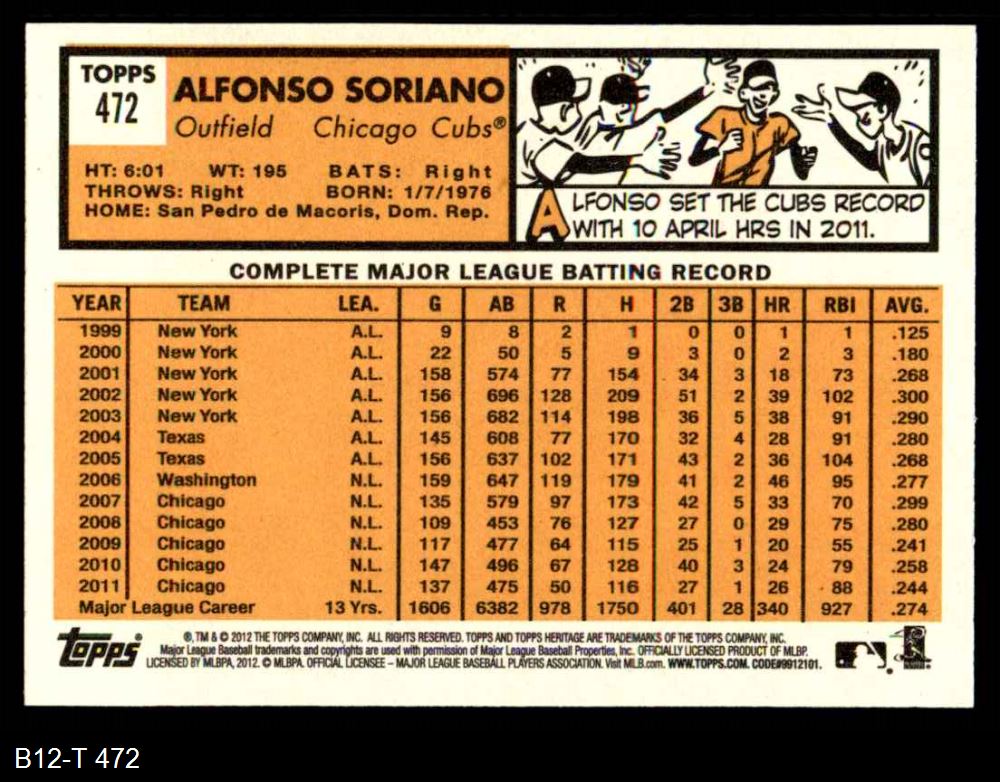 TOPPS
472
ALFONSO SORIANO
Outfield Chicago Cubs®
HT: 6:01 WT: 195 BATS: Right
THROWS: Right BORN: 1/7/1976
HOME: San Pedro de Macoris, Dom. Rep.
ALFONSO SET THE CUBS RECORD
WITH 10 APRIL HRS IN 2011.
COMPLETE MAJOR LEAGUE BATTING RECORD
YEAR TEAM LEA. G AB R H 2B 3B HR RBI AVG.
1999 New York A.L. 9 8 2 1 0 0 1 1 .125
2000 New York A.L. 22 50 5 9 3 0 2 3 .180
2001 New York A.L. 158 574 77 154 34 3 18 73 .268
2002 New York A.L. 156 696 128 209 51 2 39 102 .300
2003 New York A.L. 156 682 114 198 36 5 38 91 .290
2004 Texas A.L. 145 608 77 170 32 4 28 91 .280
2005 Texas A.L. 156 637 102 171 43 2 36 104 .268
2006 Washington N.L. 159 647 119 179 41 2 46 95 .277
2007 Chicago N.L. 135 579 97 173 42 5 33 70 .299
2008 Chicago N.L. 109 453 76 127 27 0 29 75 .280
2009 Chicago N.L. 117 477 64 115 25 1 20 55 .241
2010 Chicago N.L. 147 496 67 128 40 3 24 79 .258
2011 Chicago N.L. 137 475 50 116 27 1 26 88 .244
Major League Career 13 Yrs. 1606 6382 978 1750 401 28 340 927 .274
Topps
®, TM & © 2012 THE TOPPS COMPANY, INC. ALL RIGHTS RESERVED. TOPPS AND TOPPS HERITAGE ARE TRADEMARKS OF THE TOPPS COMPANY, INC.
Major League Baseball trademarks and copyrights are used with permission of Major League Baseball Properties, Inc. OFFICIALLY LICENSED PRODUCT OF MLBP.
LICENSED BY MLBPA, 2012. © MLBPA. OFFICIAL LICENSEE – MAJOR LEAGUE BASEBALL PLAYERS ASSOCIATION. Visit MLB.com. WWW.TOPPS.COM. CODE#9912101.
B12-T 472